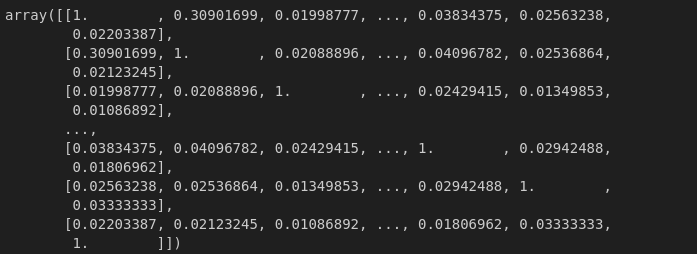 array([[1.        , 0.30901699, 0.01998777, ..., 0.03834375, 0.02563238,
        0.02203387],
       [0.30901699, 1.        , 0.02088896, ..., 0.04096782, 0.02536864,
        0.02123245],
       [0.01998777, 0.02088896, 1.        , ..., 0.02429415, 0.01349853,
        0.01086892],
       ...,
       [0.03834375, 0.04096782, 0.02429415, ..., 1.        , 0.02942488,
        0.01806962],
       [0.02563238, 0.02536864, 0.01349853, ..., 0.02942488, 1.        ,
        0.03333333],
       [0.02203387, 0.02123245, 0.01086892, ..., 0.01806962, 0.03333333,
        1.        ]])